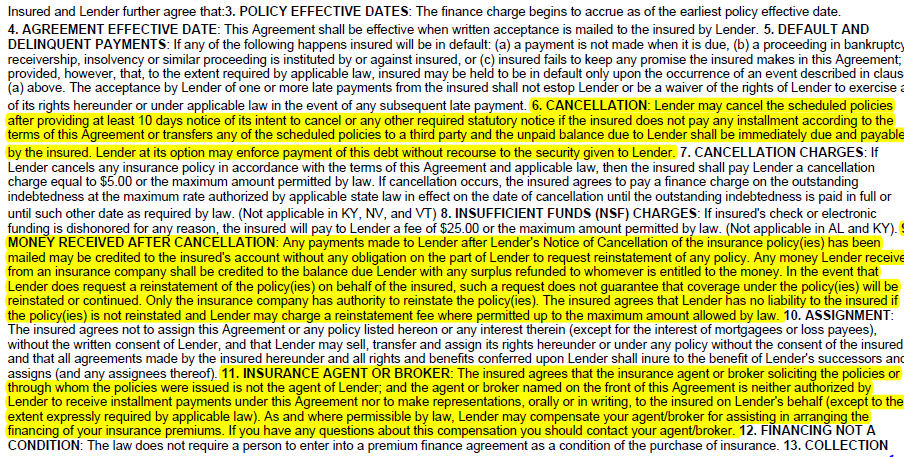 Insured and Lender further agree that:3. POLICY EFFECTIVE DATES: The finance charge begins to accrue as of the earliest policy effective date.
4. AGREEMENT EFFECTIVE DATE: This Agreement shall be effective when written acceptance is mailed to the insured by Lender. 5. DEFAULT AND
DELINQUENT PAYMENTS: If any of the following happens insured will be in default: (a) a payment is not made when it is due, (b) a proceeding in bankruptcy
receivership, insolvency or similar proceeding is instituted by or against insured, or (c) insured fails to keep any promise the insured makes in this Agreement;
provided, however, that, to the extent required by applicable law, insured may be held to be in default only upon the occurrence of an event described in claus
(a) above. The acceptance by Lender of one or more late payments from the insured shall not estop Lender or be a waiver of the rights of Lender to exercise a
of its rights hereunder or under applicable law in the event of any subsequent late payment. 6. CANCELLATION: Lender may cancel the scheduled policies
after providing at least 10 days notice of its intent to cancel or any other required statutory notice if the insured does not pay any installment according to the
terms of this Agreement or transfers any of the scheduled policies to a third party and the unpaid balance due to Lender shall be immediately due and payable
by the insured. Lender at its option may enforce payment of this debt without recourse to the security given to Lender. 7. CANCELLATION CHARGES: If
Lender cancels any insurance policy in accordance with the terms of this Agreement and applicable law, then the insured shall pay Lender a cancellation
charge equal to $5.00 or the maximum amount permitted by law. If cancellation occurs, the insured agrees to pay a finance charge on the outstanding
indebtedness at the maximum rate authorized by applicable state law in effect on the date of cancellation until the outstanding indebtedness is paid in full or
until such other date as required by law. (Not applicable in KY, NV, and VT) 8. INSUFFICIENT FUNDS (NSF) CHARGES: If insured's check or electronic
funding is dishonored for any reason, the insured will pay to Lender a fee of $25.00 or the maximum amount permitted by law. (Not applicable in AL and KY).
MONEY RECEIVED AFTER CANCELLATION: Any payments made to Lender after Lender's Notice of Cancellation of the insurance policy(ies) has been
mailed may be credited to the insured's account without any obligation on the part of Lender to request reinstatement of any policy. Any money Lender receive
from an insurance company shall be credited to the balance due Lender with any surplus refunded to whomever is entitled to the money. In the event that
Lender does request a reinstatement of the policy(ies) on behalf of the insured, such a request does not guarantee that coverage under the policy(ies) will be
reinstated or continued. Only the insurance company has authority to reinstate the policy(ies). The insured agrees that Lender has no liability to the insured if
the policy(ies) is not reinstated and Lender may charge a reinstatement fee where permitted up to the maximum amount allowed by law. 10. ASSIGNMENT:
The insured agrees not to assign this Agreement or any policy listed hereon or any interest therein (except for the interest of mortgagees or loss payees),
without the written consent of Lender, and that Lender may sell, transfer and assign its rights hereunder or under any policy without the consent of the insured
and that all agreements made by the insured hereunder and all rights and benefits conferred upon Lender shall inure to the benefit of Lender's successors and
assigns (and any assignees thereof). 11. INSURANCE AGENT OR BROKER: The insured agrees that the insurance agent or broker soliciting the policies or
through whom the policies were issued is not the agent of Lender; and the agent or broker named on the front of this Agreement is neither authorized by
Lender to receive installment payments under this Agreement nor to make representations, orally or in writing, to the insured on Lender's behalf (except to the
extent expressly required by applicable law). As and where permissible by law, Lender may compensate your agent/broker for assisting in arranging the
financing of your insurance premiums. If you have any questions about this compensation you should contact your agent/broker. 12. FINANCING NOT A
CONDITION: The law does not require a person to enter into a premium finance agreement as a condition of the purchase of insurance. 13. COLLECTION